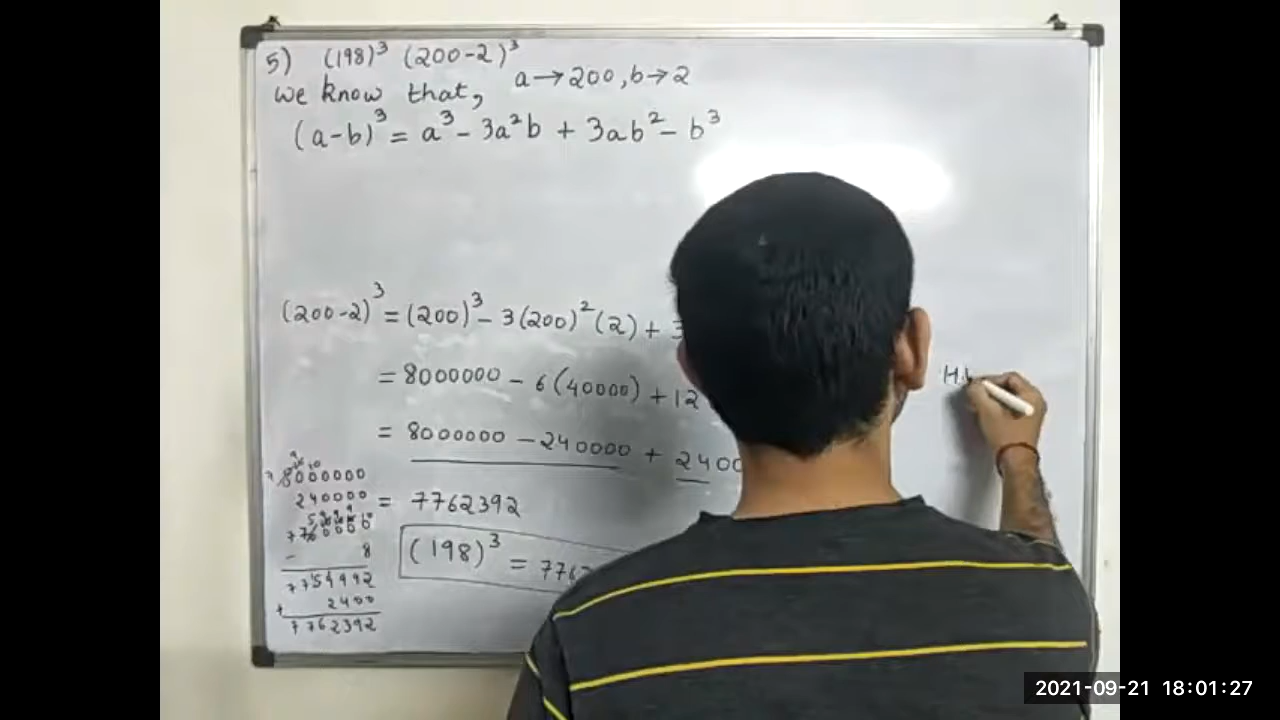 5) (198)³ (200-2)³
a→200, b→2
We know that,
(a-b)³ = a³ - 3a²b + 3ab² - b³
(200-2)³ = (200)³ - 3(200)²(2) + 3
= 8000000 - 6(40000) + 12
= 8000000 - 240000 + 2400
= 7762392
(198)³ = 7762
8000000
240000
- 8
7754992
+ 2400
7762392
H.
2021-09-21 18:01:27